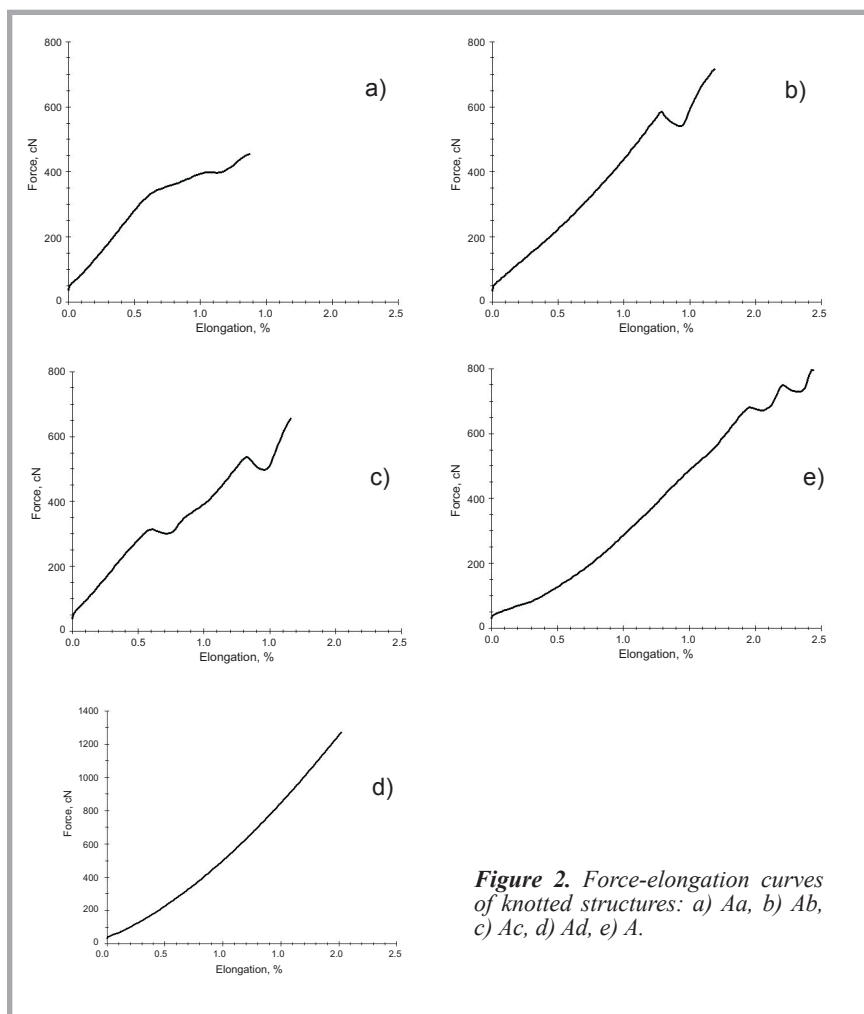 800
600
400
200
0
Force, cN
0.0 0.5 1.0 1.0 2.0 2.5
Elongation, %
a)
800
600
400
200
0
Force, cN
0.0 0.5 1.0 1.0 2.0 2.5
Elongation, %
b)
800
600
400
200
0
Force, cN
0.0 0.5 1.0 1.0 2.0 2.5
Elongation, %
c)
800
600
400
200
0
Force, cN
0.0 0.5 1.0 1.0 2.0 2.5
Elongation, %
e)
1400
1200
1000
800
600
400
200
0
Force, cN
0.0 0.5 1.2 1.0 2.0 2.5
Elongation, %
d)
Figure 2. Force-elongation curves
of knotted structures: a) Aa, b) Ab,
c) Ac, d) Ad, e) A.